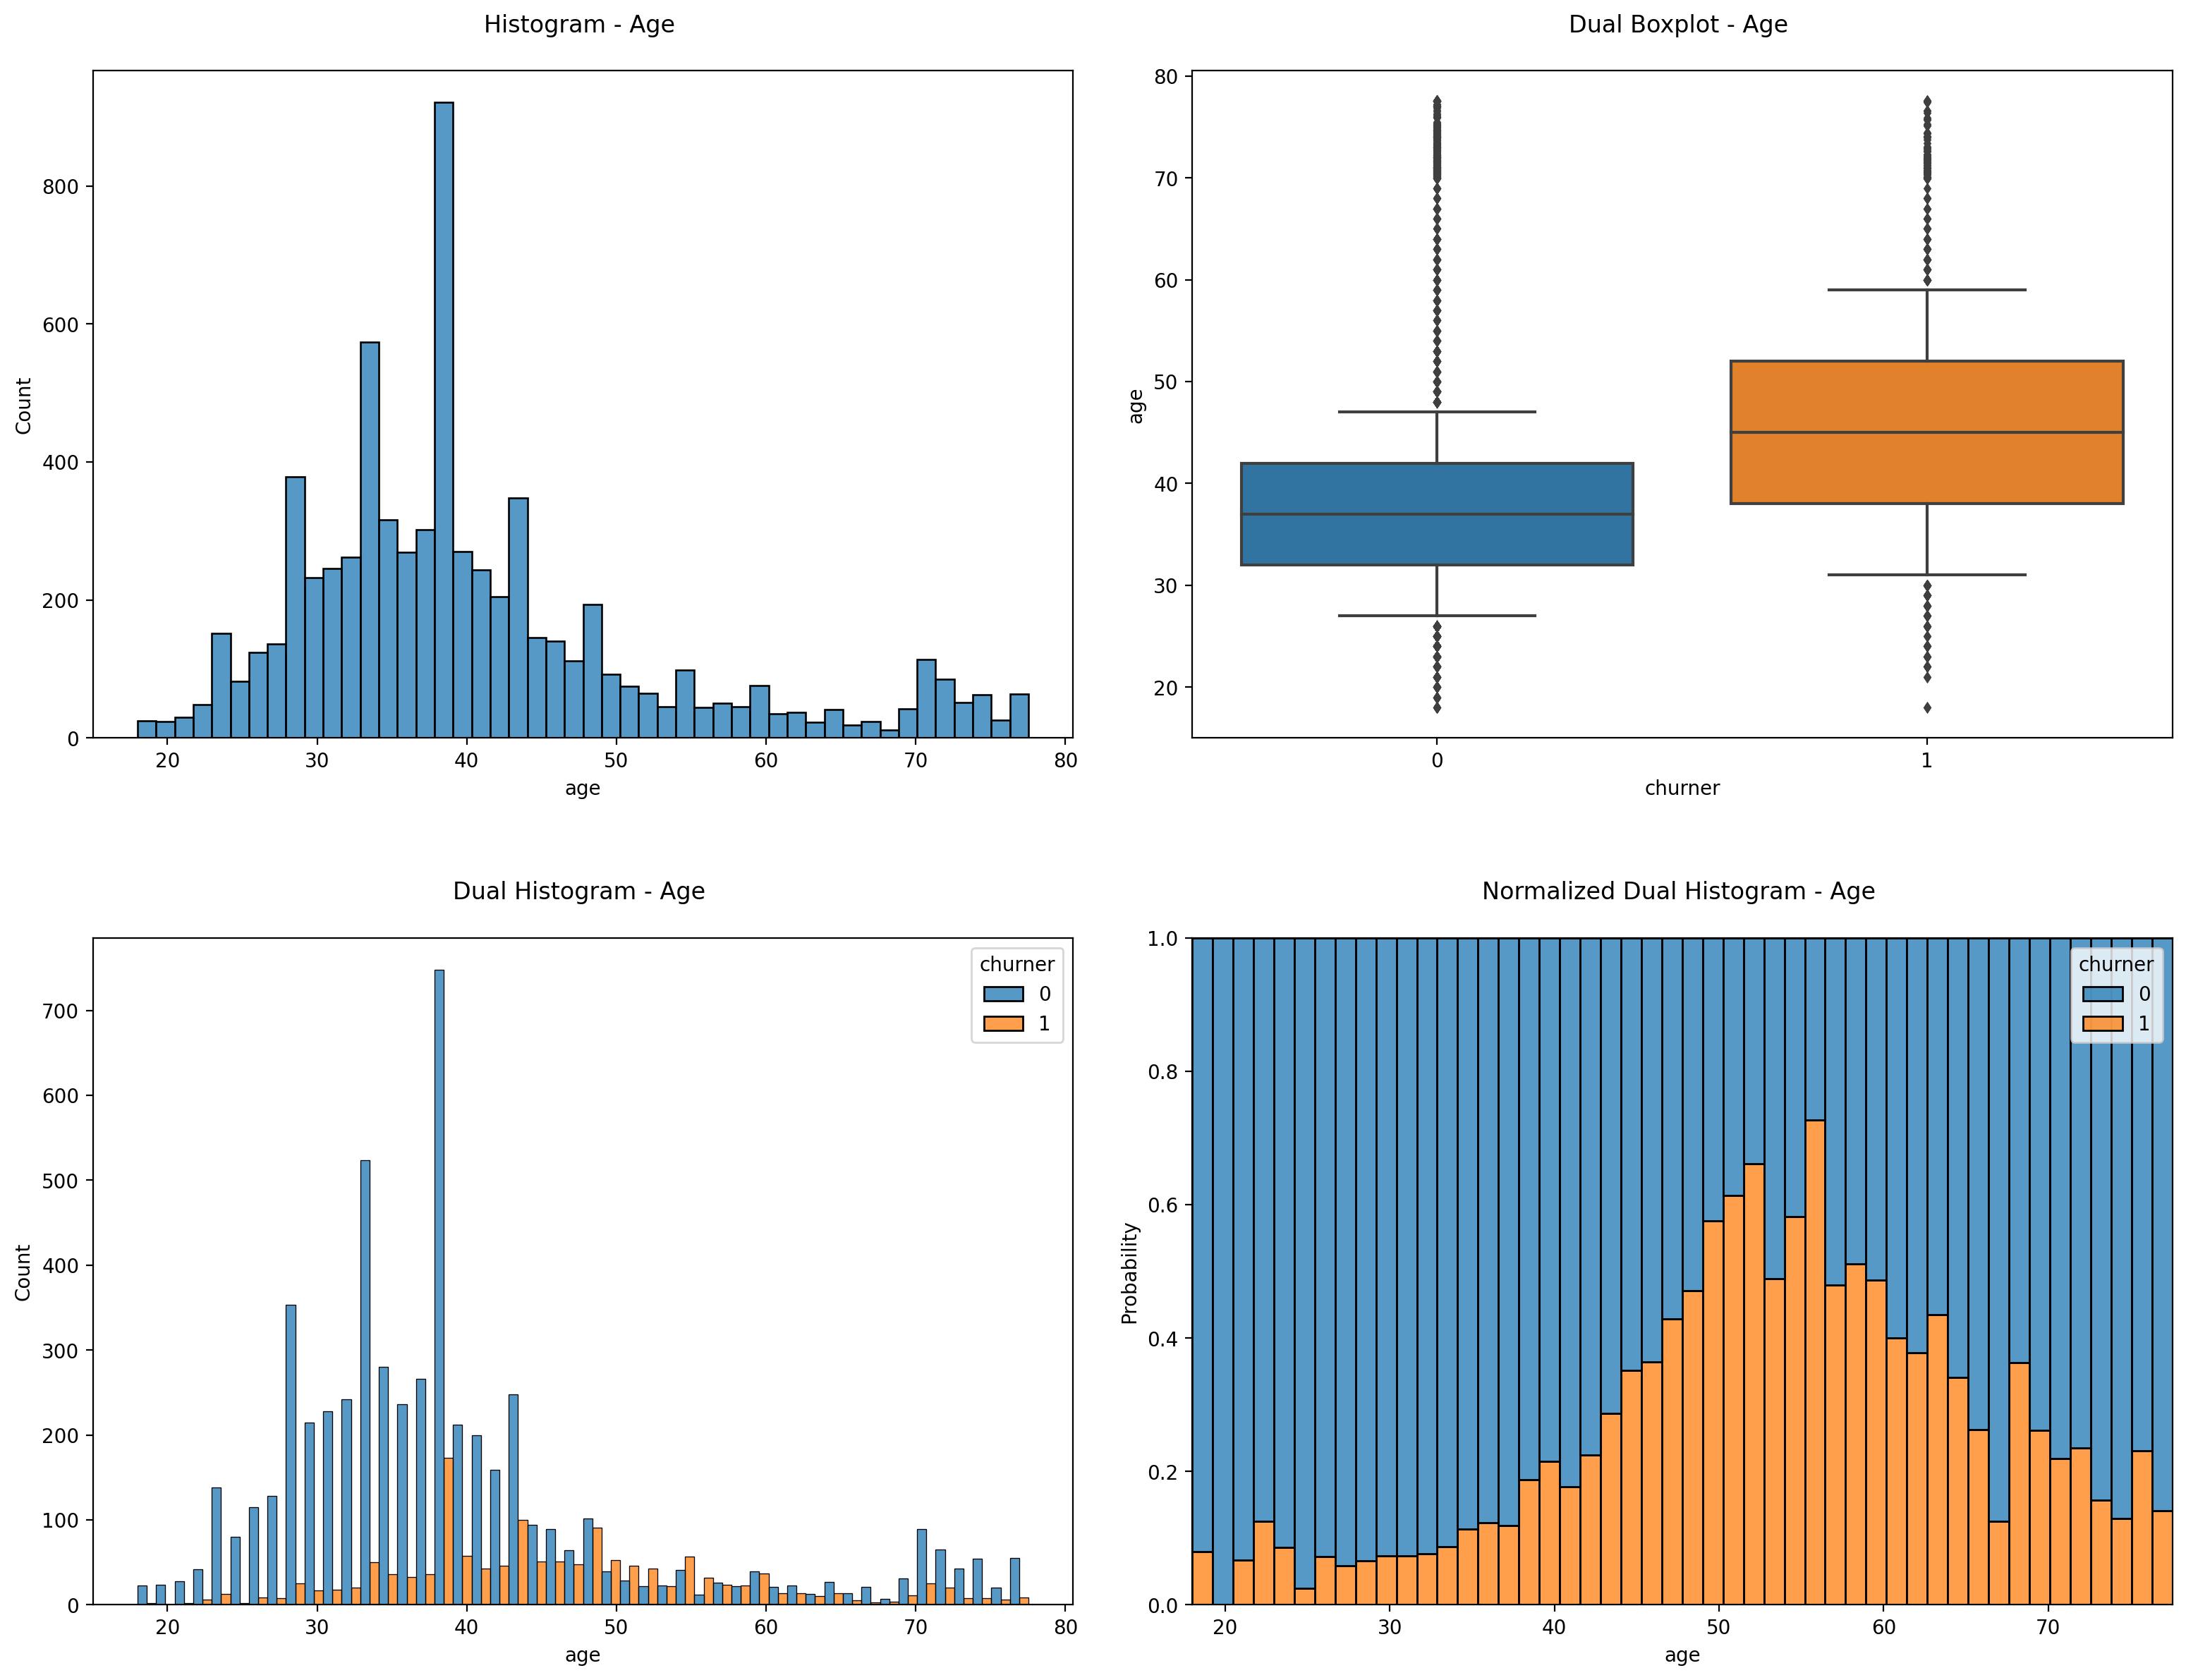 Histogram - Age
Count
800
600
400
200
0
20 30 40 50 60 70 80
age
Dual Boxplot - Age
age
80
70
60
50
40
30
20
0 1
churner
Dual Histogram - Age
Count
700
600
500
400
300
200
100
0
churner
0
1
20 30 40 50 60 70 80
age
Normalized Dual Histogram - Age
Probability
1.0
0.8
0.6
0.4
0.2
0.0
churner
0
1
20 30 40 50 60 70
age